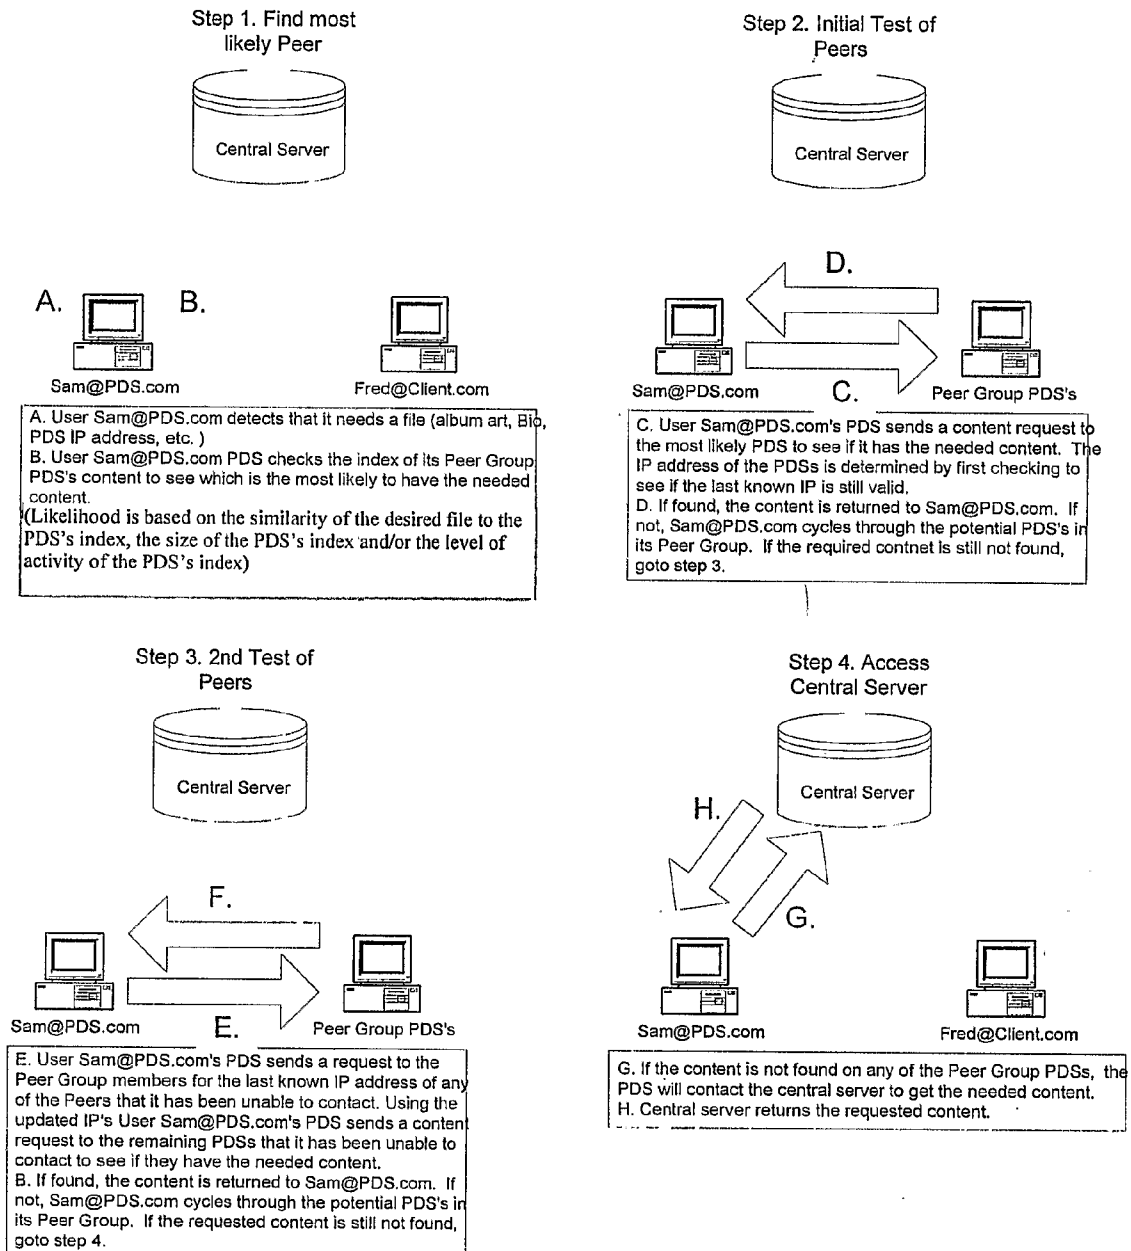 Step 1. Find most
likely Peer
Central Server
A.
B.
Sam@PDS.com
Fred@Client.com
A. User Sam@PDS.com detects that it needs a file (album art, Bio,
PDS IP address, etc. )
B. User Sam@PDS.com PDS checks the index of its Peer Group
PDS's content to see which is the most likely to have the needed
content.
(Likelihood is based on the similarity of the desired file to the
PDS's index, the size of the PDS's index and/or the level of
activity of the PDS's index)
Step 2. Initial Test of
Peers
Central Server
D.
C.
Sam@PDS.com
Peer Group PDS's
C. User Sam@PDS.com's PDS sends a content request to
the most likely PDS to see if it has the needed content. The
IP address of the PDSs is determined by first checking to
see if the last known IP is still valid.
D. If found, the content is returned to Sam@PDS.com. If
not, Sam@PDS.com cycles through the potential PDS's in
its Peer Group. If the required contnet is still not found,
goto step 3.
Step 3. 2nd Test of
Peers
Central Server
F.
E.
Sam@PDS.com
Peer Group PDS's
E. User Sam@PDS.com's PDS sends a request to the
Peer Group members for the last known IP address of any
of the Peers that it has been unable to contact. Using the
updated IP's User Sam@PDS.com's PDS sends a conten
request to the remaining PDSs that it has been unable to
contact to see if they have the needed content.
B. If found, the content is returned to Sam@PDS.com. If
not, Sam@PDS.com cycles through the potential PDS's in
its Peer Group. If the requested content is still not found,
goto step 4.
Step 4. Access
Central Server
Central Server
H.
G.
Sam@PDS.com
Fred@Client.com
G. If the content is not found on any of the Peer Group PDSs, the
PDS will contact the central server to get the needed content.
H. Central server returns the requested content.